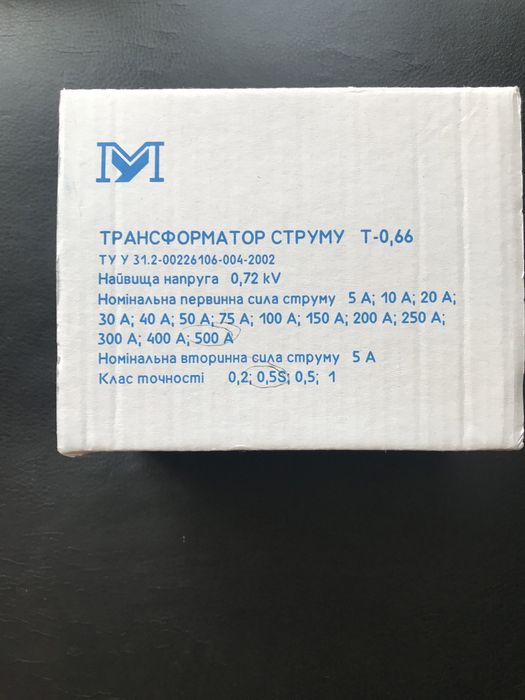 МУ
ТРАНСФОРМАТОР СТРУМУ Т-0,66
ТУ У 31.2-00226106-004-2002
Найвища напруга 0,72 kV
Номінальна первинна сила струму 5 А; 10 А; 20 А;
30 А; 40 А; 50 А; 75 А; 100 А; 150 А; 200 А; 250 А;
300 А; 400 А; 500 А
Номінальна вторинна сила струму 5 А
Клас точності 0,2; 0,5S; 0,5; 1